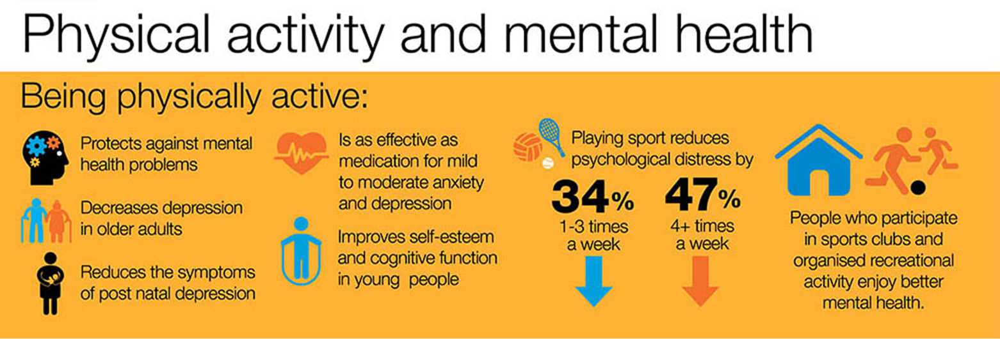 Physical activity and mental health
Being physically active:
Protects against mental
health problems
Decreases depression
in older adults
Reduces the symptoms
of post natal depression
Is as effective as
medication for mild
to moderate anxiety
and depression
Improves self-esteem
and cognitive function
in young people
Playing sport reduces
psychological distress by
34%
1-3 times
a week
47%
4+ times
a week
People who participate
in sports clubs and
organised recreational
activity enjoy better
mental health.